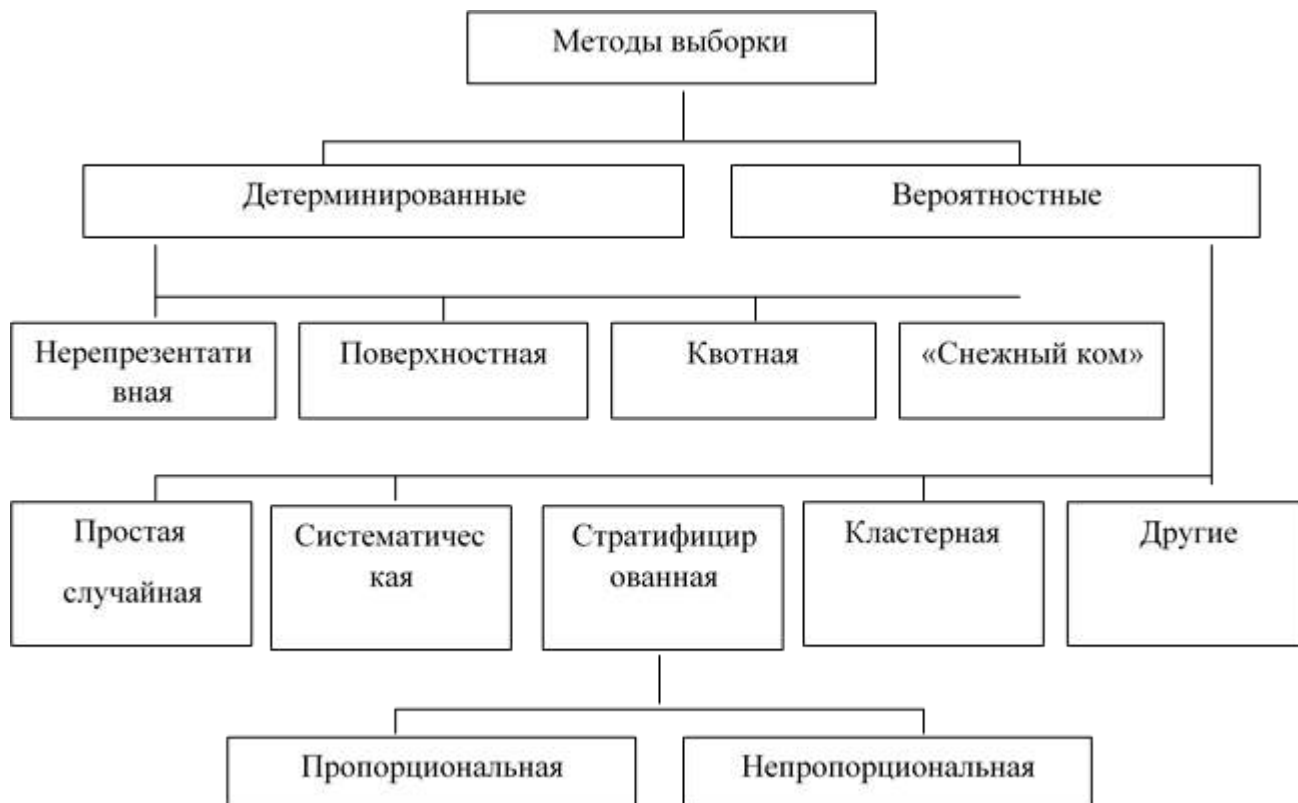 Методы выборки
Детерминированные
Вероятностные
Нерепрезентати
вная
Поверхностная
Квотная
«Снежный ком»
Простая
случайная
Систематичес
кая
Стратифицир
ованная
Кластерная
Другие
Пропорциональная
Непропорциональная